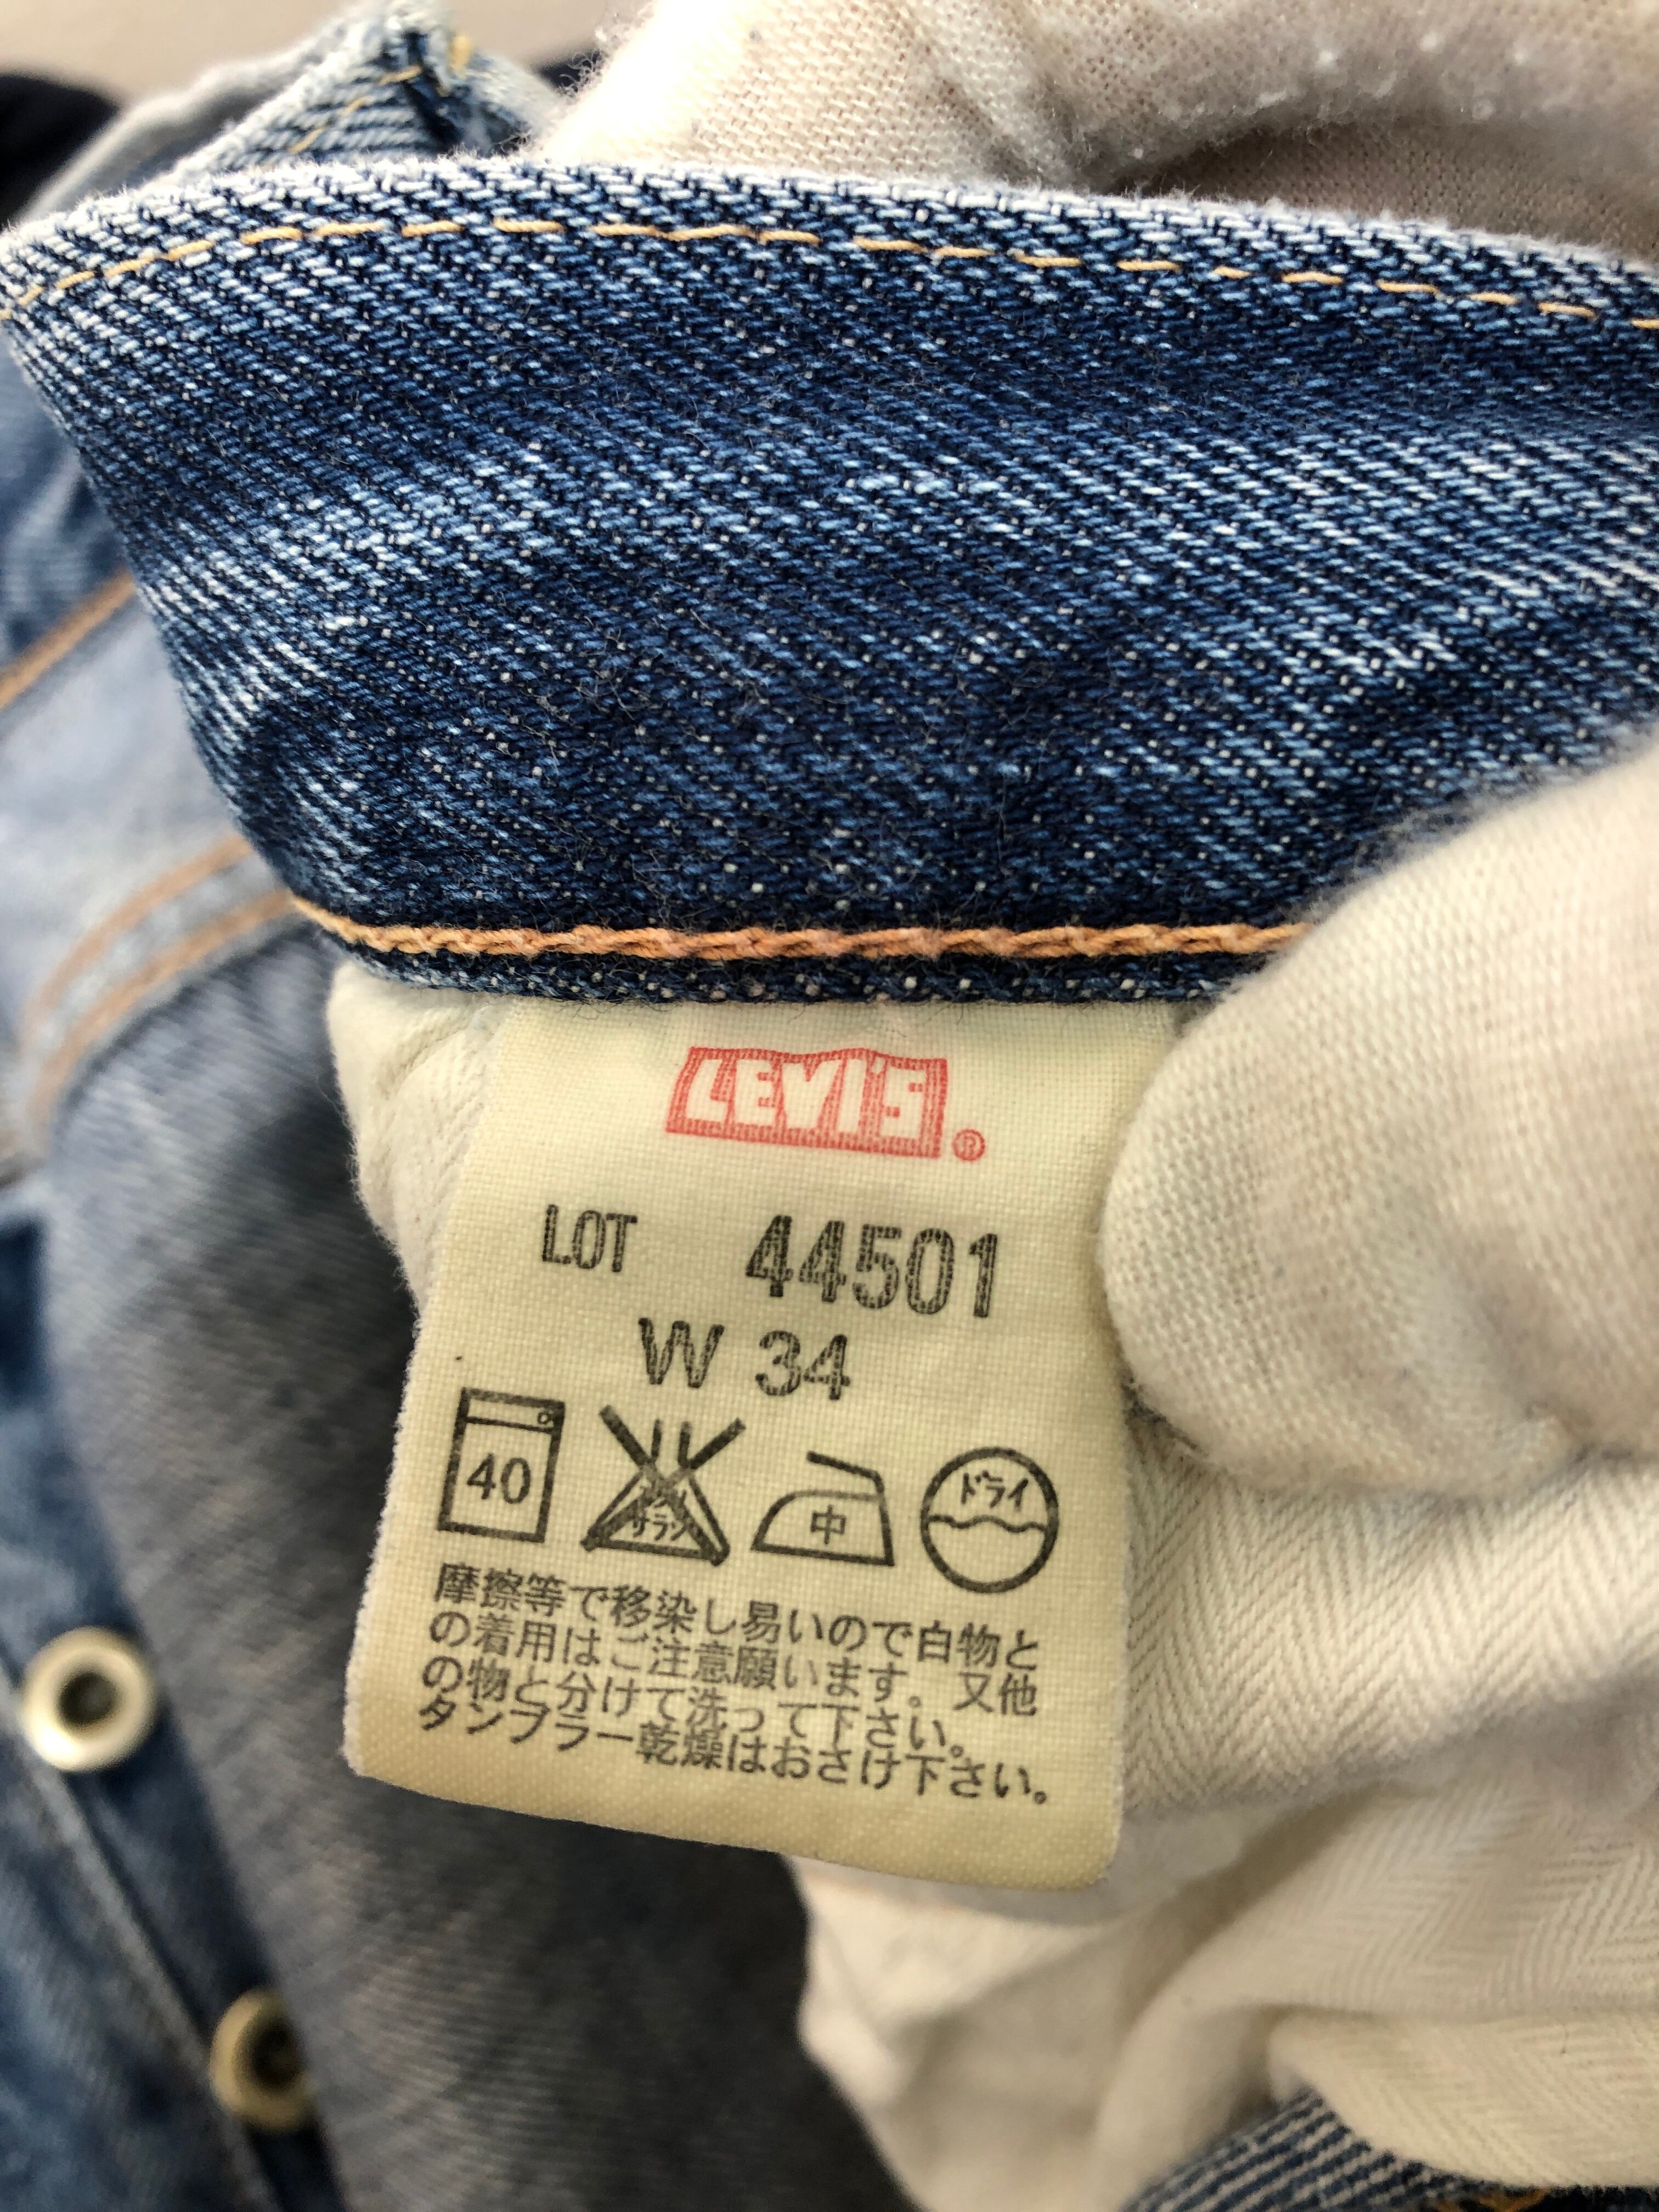 LEVI'S®
LOT 44501
W 34
40 サラシ 中 ドライ
摩擦等で移染し易いので白物と
の着用はご注意願います。又他
の物と分けて洗って下さい。
タンブラー乾燥はおさけ下さい。